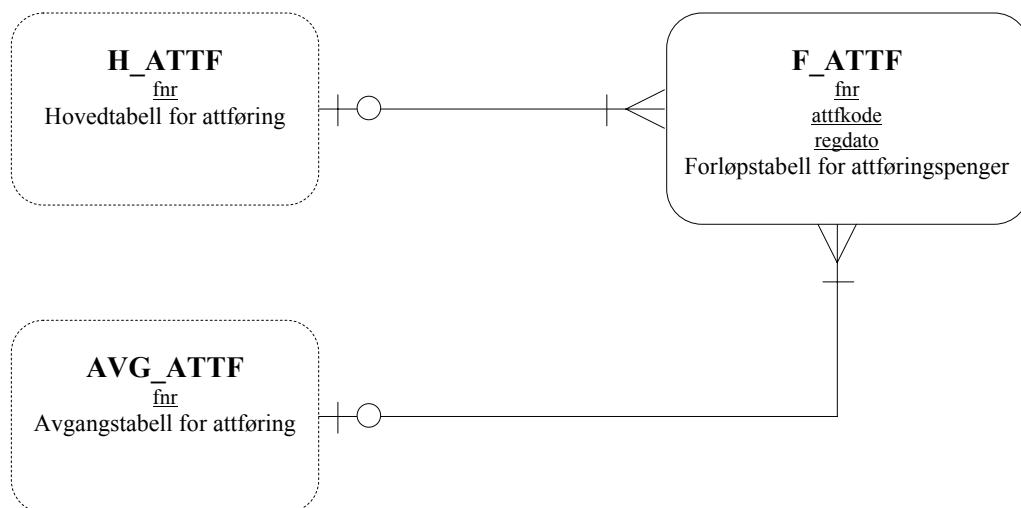 H_ATTF
fnr
Hovedtabell for attføring
F_ATTF
fnr
attfkode
regdato
Forløpstabell for attføringspenger
AVG_ATTF
fnr
Avgangstabell for attføring